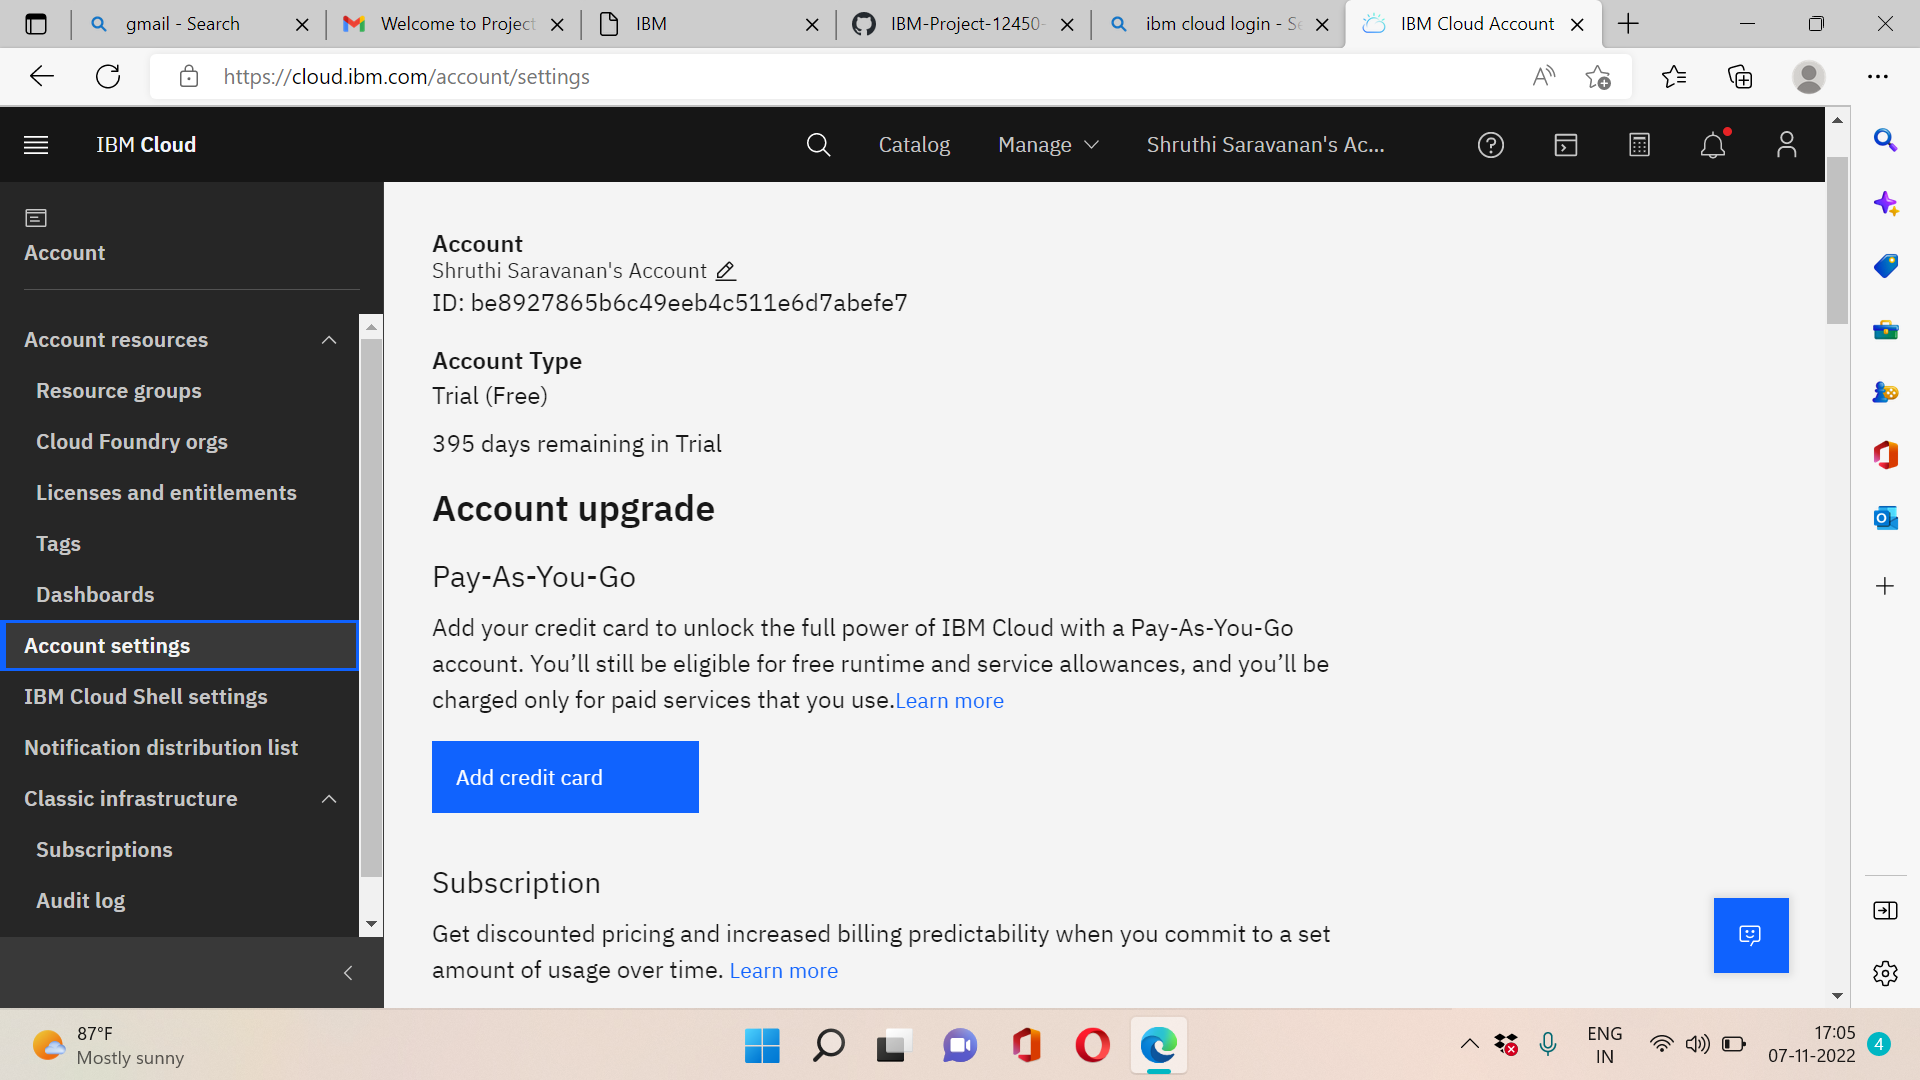 gmail - Search
Welcome to Project
IBM
IBM-Project-12450-
ibm cloud login - Se
IBM Cloud Account
https://cloud.ibm.com/account/settings
IBM Cloud
Catalog
Manage
Shruthi Saravanan's Ac...
Account
Account resources
Resource groups
Cloud Foundry orgs
Licenses and entitlements
Tags
Dashboards
Account settings
IBM Cloud Shell settings
Notification distribution list
Classic infrastructure
Subscriptions
Audit log
Account
Shruthi Saravanan's Account
ID: be8927865b6c49eeb4c511e6d7abefe7
Account Type
Trial (Free)
395 days remaining in Trial
Account upgrade
Pay-As-You-Go
Add your credit card to unlock the full power of IBM Cloud with a Pay-As-You-Go
account. You’ll still be eligible for free runtime and service allowances, and you’ll be
charged only for paid services that you use.Learn more
Add credit card
Subscription
Get discounted pricing and increased billing predictability when you commit to a set
amount of usage over time. Learn more
87°F
Mostly sunny
ENG
IN
17:05
07-11-2022
4